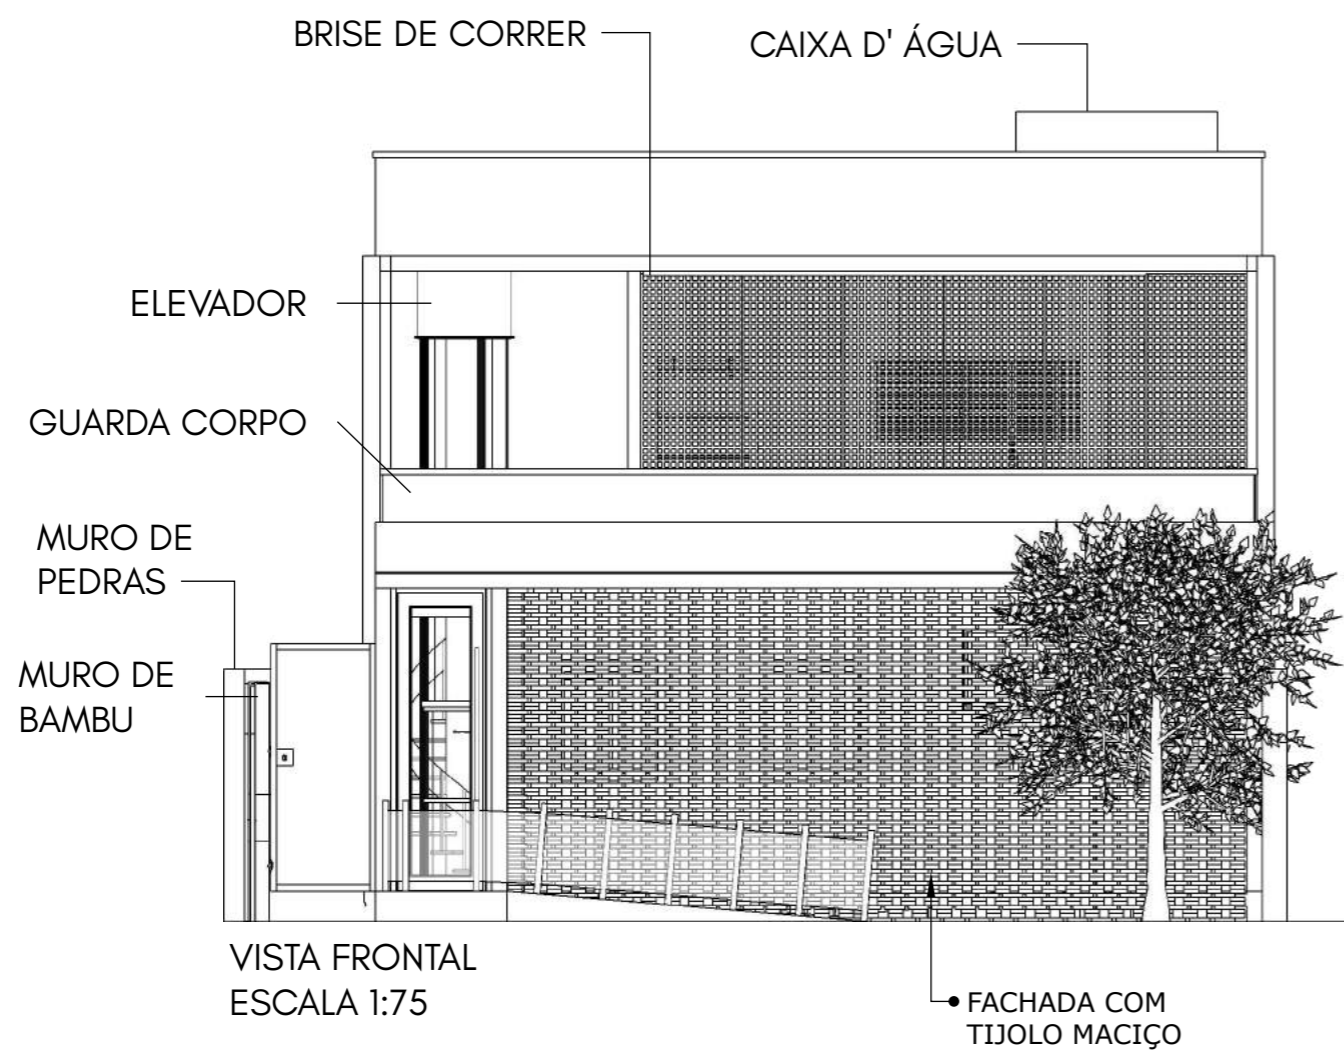 BRISE DE CORRER
CAIXA D' ÁGUA
ELEVADOR
GUARDA CORPO
MURO DE
PEDRAS
MURO DE
BAMBU
VISTA FRONTAL
ESCALA 1:75
FACHADA COM
TIJOLO MACIÇO